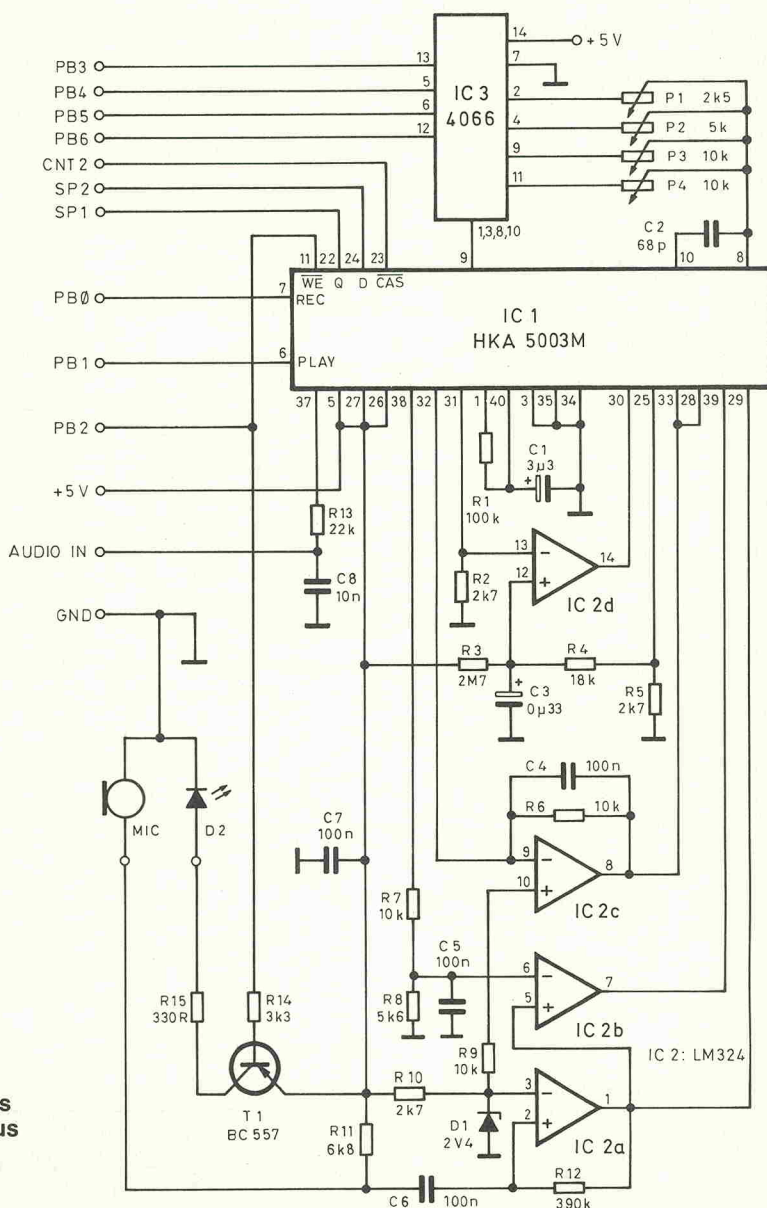 14
+5V
13
7
PB3
PB4
5
IC 3
4066
2
P1 2k5
PB5
6
4
P2 5k
PB6
12
9
P3 10k
CNT2
11
P4 10k
SP2
SP1
1,3,8,10
C2
68p
11 22 24 23
9
10
8
WE Q D CAS
PBØ
7
REC
IC 1
HKA 5003M
PB1
6
PLAY
37 5 27 26 38 32 31 1 40 3 35 34 30 25 33 28 39 29
PB2
C1
3µ3
+
+5V
R1
100k
R13
22k
AUDIO IN
13
−
14
12
+
IC 2d
C8
10n
R2
2k7
GND
R3
2M7
R4
18k
+
C3
0µ33
R5
2k7
C4
100n
R6
10k
MIC
D2
C7
100n
9
−
8
10
+
IC 2c
R7
10k
C5
100n
6
−
7
5
+
IC 2b
R15
330R
R14
3k3
R8
5k6
R9
10k
IC 2: LM324
R10
2k7
3
−
1
2
+
IC 2a
s
us
T1
BC 557
R11
6k8
D1
2V4
R12
390k
C6
100n